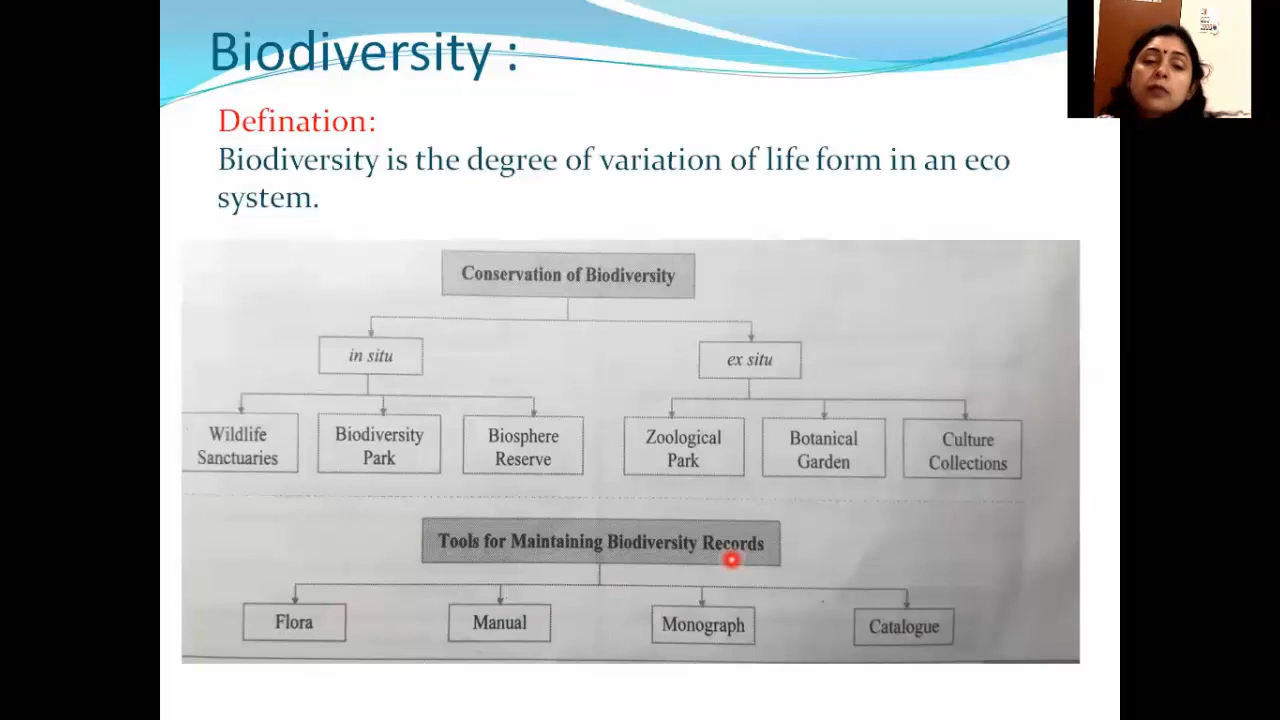 Biodiversity :
Defination:
Biodiversity is the degree of variation of life form in an eco
system.
Conservation of Biodiversity
in situ
ex situ
Wildlife
Sanctuaries
Biodiversity
Park
Biosphere
Reserve
Zoological
Park
Botanical
Garden
Culture
Collections
Tools for Maintaining Biodiversity Records
Flora
Manual
Monograph
Catalogue